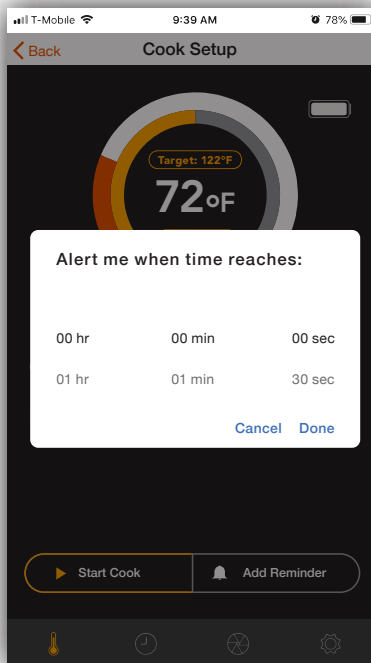 T-Mobile 9:39 AM 78%
Back Cook Setup
Target: 122°F
72°F
Alert me when time reaches:
00 hr 00 min 00 sec
01 hr 01 min 30 sec
Cancel Done
Start Cook Add Reminder